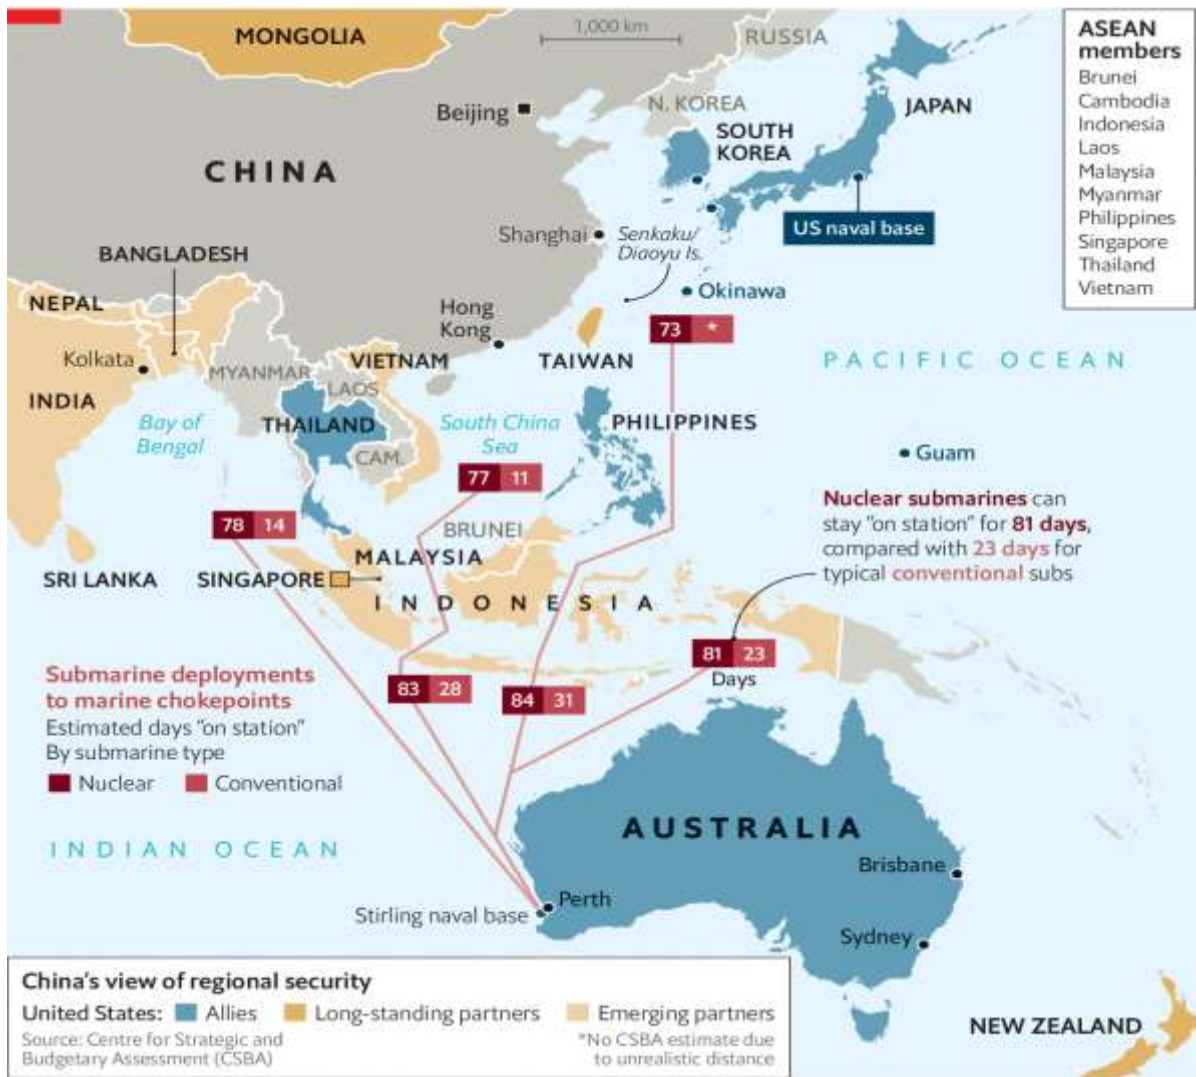 MONGOLIA
1,000 km
RUSSIA
ASEAN
members
Brunei
Cambodia
Indonesia
Laos
Malaysia
Myanmar
Philippines
Singapore
Thailand
Vietnam
Beijing
N. KOREA
JAPAN
SOUTH
KOREA
CHINA
US naval base
Shanghai
Senkaku/
Diaoyu Is.
BANGLADESH
Okinawa
NEPAL
Hong
Kong
73 *
Kolkata
MYANMAR
VIETNAM
TAIWAN
PACIFIC OCEAN
LAOS
INDIA
Bay of
Bengal
THAILAND
South China
Sea
PHILIPPINES
CAM.
Guam
77 11
Nuclear submarines can
stay "on station" for 81 days,
compared with 23 days for
typical conventional subs
78 14
BRUNEI
MALAYSIA
SRI LANKA
SINGAPORE
INDONESIA
81 23
Days
Submarine deployments
to marine chokepoints
Estimated days "on station"
By submarine type
Nuclear Conventional
83 28
84 31
AUSTRALIA
INDIAN OCEAN
Brisbane
Perth
Stirling naval base
Sydney
China's view of regional security
United States: Allies Long-standing partners Emerging partners
Source: Centre for Strategic and
Budgetary Assessment (CSBA)
*No CSBA estimate due
to unrealistic distance
NEW ZEALAND